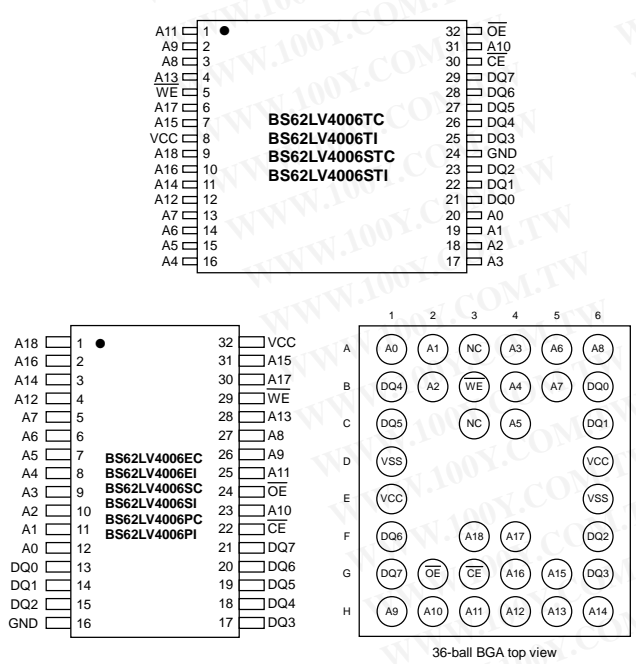 A11 1 32 OE
A9 2 31 A10
A8 3 30 CE
A13 4 29 DQ7
WE 5 28 DQ6
A17 6 27 DQ5
A15 7 26 DQ4
VCC 8 25 DQ3
A18 9 24 GND
A16 10 23 DQ2
A14 11 22 DQ1
A12 12 21 DQ0
A7 13 20 A0
A6 14 19 A1
A5 15 18 A2
A4 16 17 A3
BS62LV4006TC
BS62LV4006TI
BS62LV4006STC
BS62LV4006STI
A18 1 32 VCC
A16 2 31 A15
A14 3 30 A17
A12 4 29 WE
A7 5 28 A13
A6 6 27 A8
A5 7 26 A9
A4 8 25 A11
A3 9 24 OE
A2 10 23 A10
A1 11 22 CE
A0 12 21 DQ7
DQ0 13 20 DQ6
DQ1 14 19 DQ5
DQ2 15 18 DQ4
GND 16 17 DQ3
BS62LV4006EC
BS62LV4006EI
BS62LV4006SC
BS62LV4006SI
BS62LV4006PC
BS62LV4006PI
1 2 3 4 5 6
A A0 A1 NC A3 A6 A8
B DQ4 A2 WE A4 A7 DQ0
C DQ5 NC A5 DQ1
D VSS VCC
E VCC VSS
F DQ6 A18 A17 DQ2
G DQ7 OE CE A16 A15 DQ3
H A9 A10 A11 A12 A13 A14
36-ball BGA top view
WWW.100Y.COM.TW